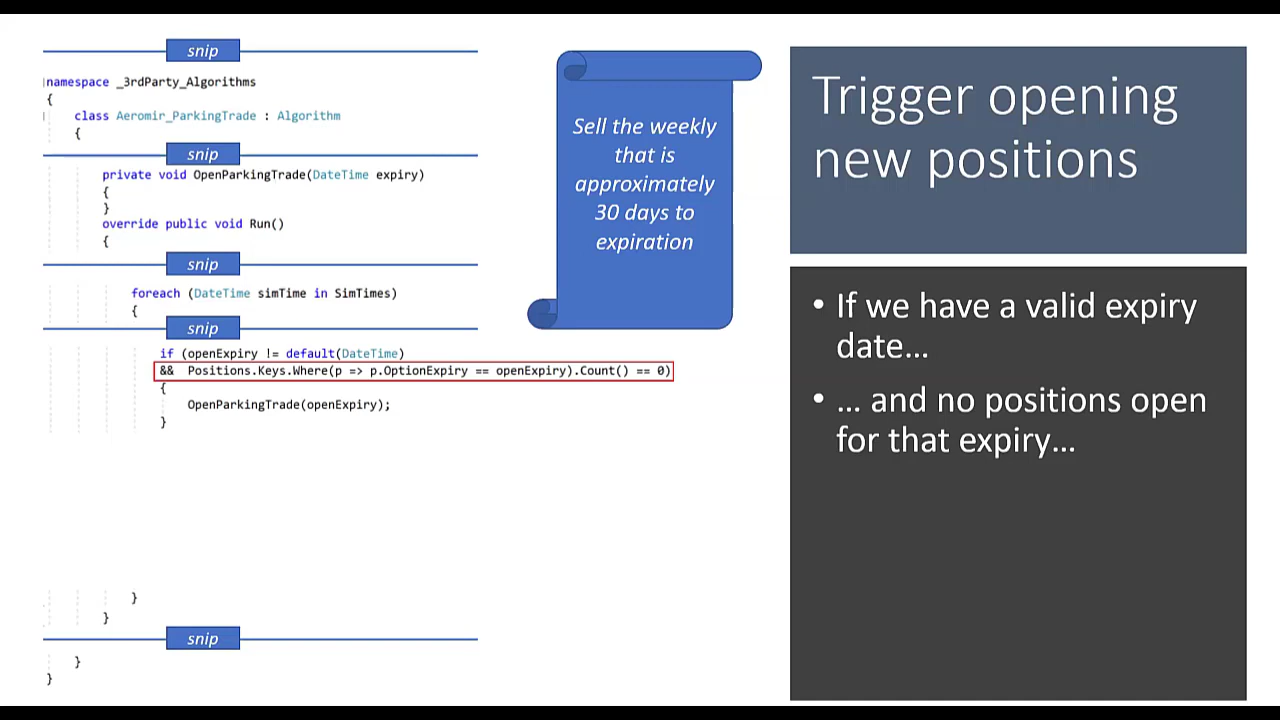 snip
namespace _3rdParty_Algorithms
{
class Aeromir_ParkingTrade : Algorithm
{
snip
private void OpenParkingTrade(DateTime expiry)
{
}
override public void Run()
{
snip
foreach (DateTime simTime in SimTimes)
{
snip
if (openExpiry != default(DateTime)
&& Positions.Keys.Where(p => p.OptionExpiry == openExpiry).Count() == 0)
{
OpenParkingTrade(openExpiry);
}
}
}
snip
}
}
Sell the weekly
that is
approximately
30 days to
expiration
Trigger opening
new positions
• If we have a valid expiry
date…
• … and no positions open
for that expiry…